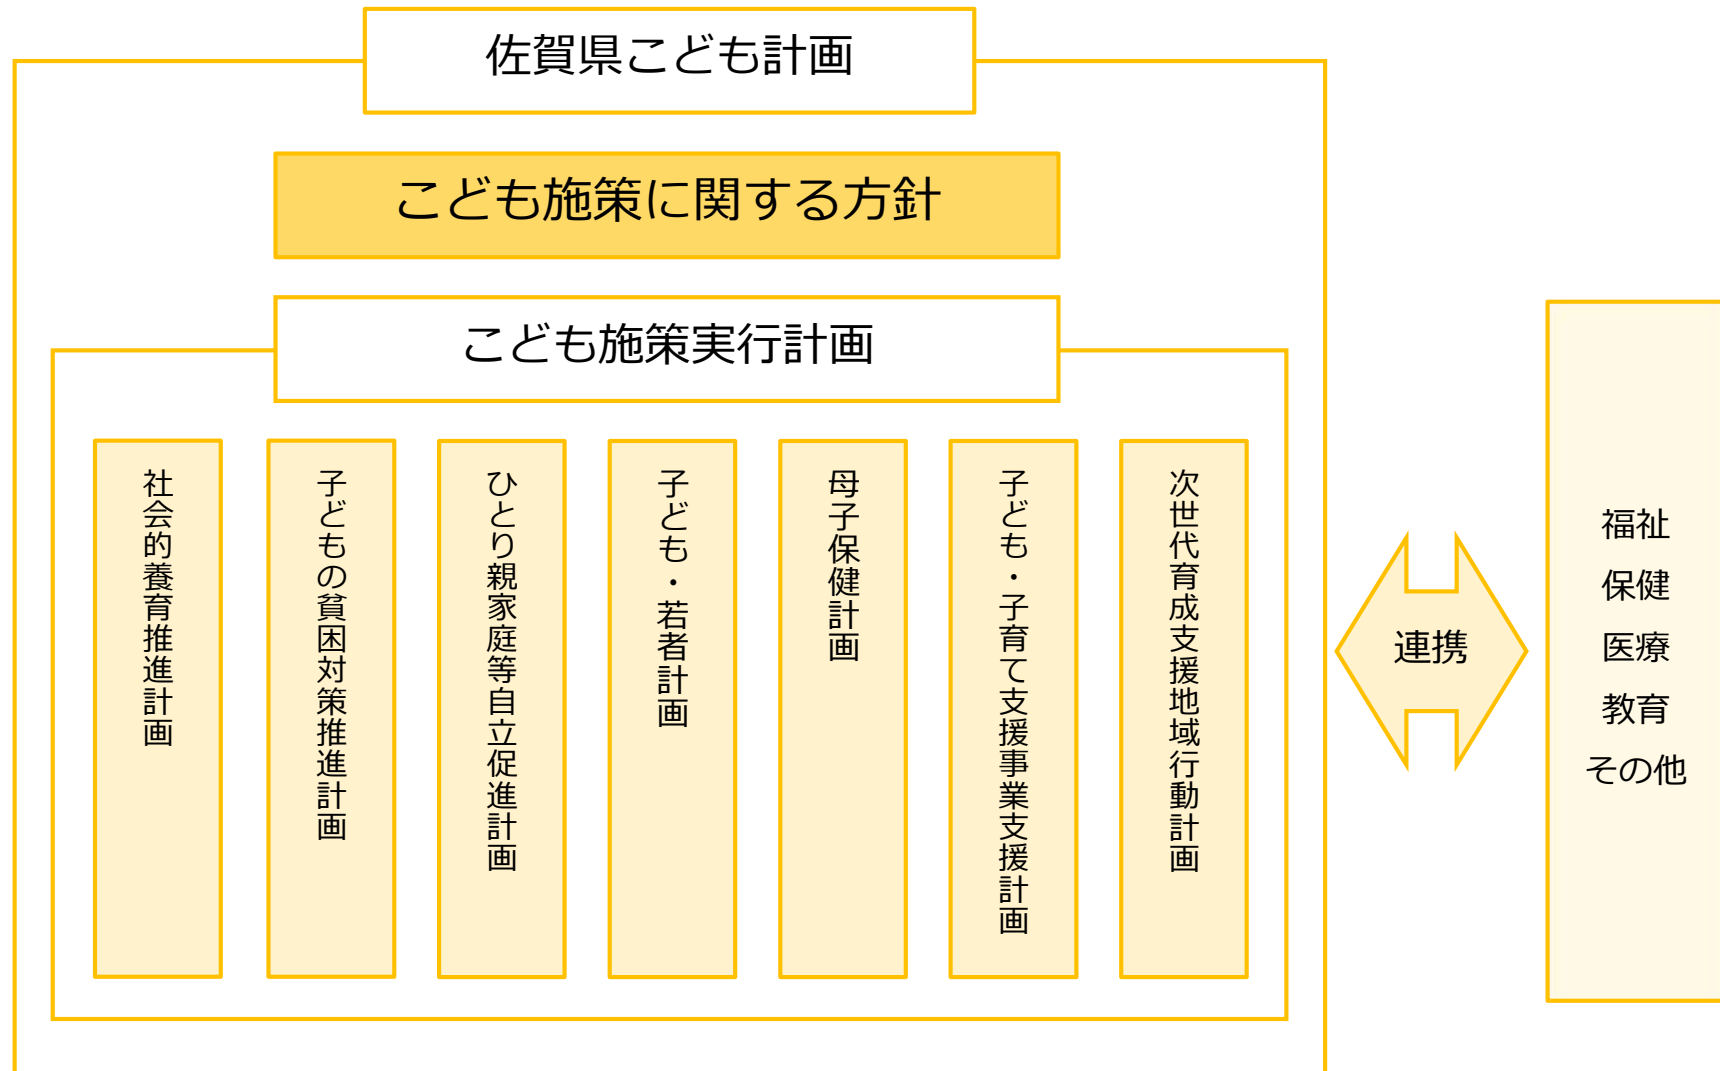 佐賀県こども計画
こども施策に関する方針
こども施策実行計画
社会的養育推進計画
子どもの貧困対策推進計画
ひとり親家庭等自立促進計画
子ども・若者計画
母子保健計画
子ども・子育て支援事業支援計画
次世代育成支援地域行動計画
連携
福祉
保健
医療
教育
その他